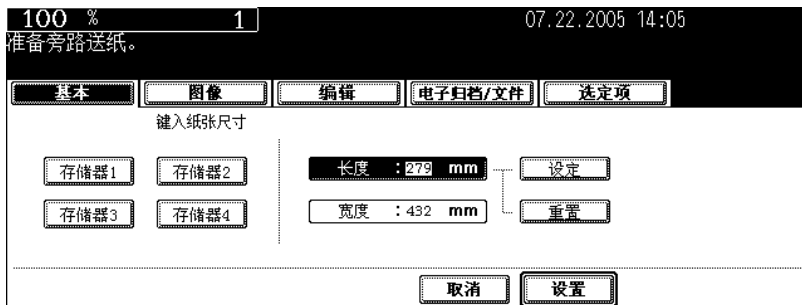 100 % 1 07.22.2005 14:05
准备旁路送纸。
基本 图像 编辑 电子归档/文件 选定项
键入纸张尺寸
存储器1 存储器2 长度 :279 mm 设定
存储器3 存储器4 宽度 :432 mm 重置
取消 设置